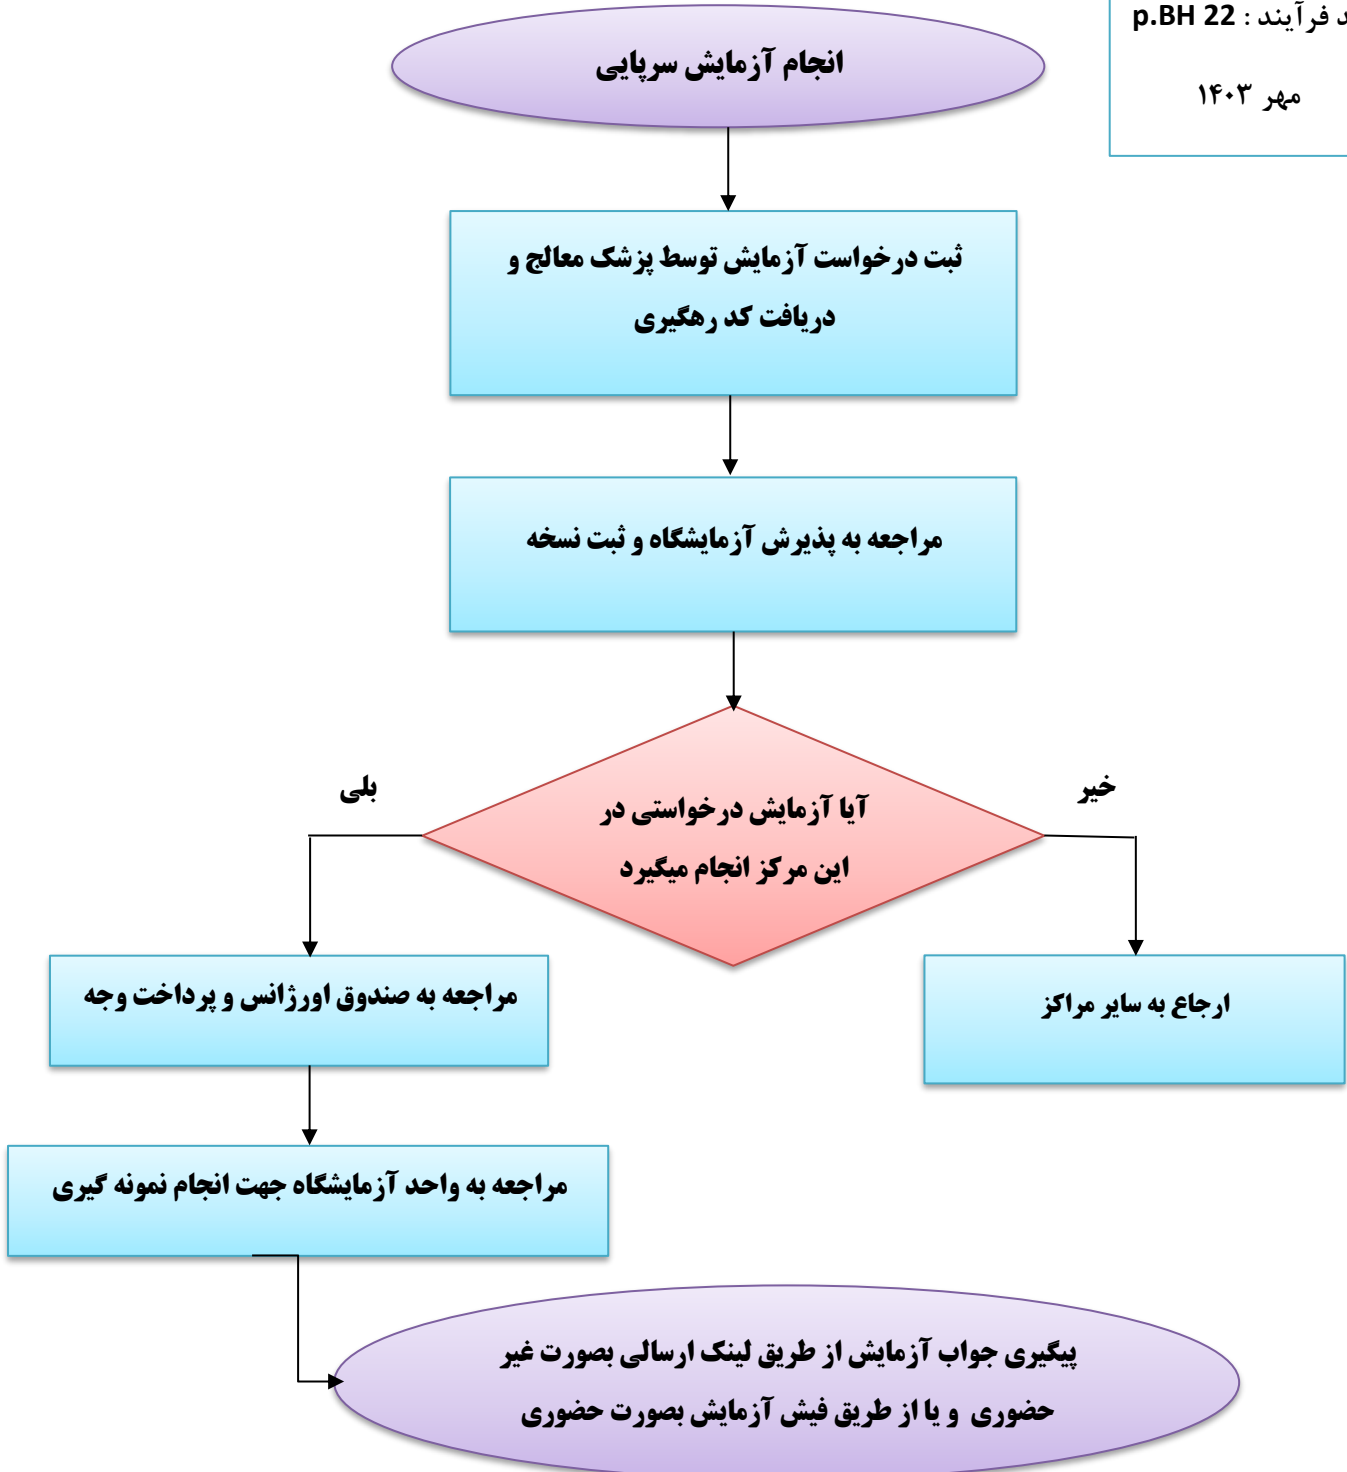 فرآیند : p.BH 22
مهر ۱۴۰۳
انجام آزمایش سرپایی
ثبت درخواست آزمایش توسط پزشک معالج و
دریافت کد رهگیری
مراجعه به پذیرش آزمایشگاه و ثبت نسخه
آیا آزمایش درخواستی در
این مرکز انجام میگیرد
خیر
بلی
ارجاع به سایر مراکز
مراجعه به صندوق اورژانس و پرداخت وجه
مراجعه به واحد آزمایشگاه جهت انجام نمونه گیری
پیگیری جواب آزمایش از طریق لینک ارسالی بصورت غیر
حضوری و یا از طریق فیش آزمایش بصورت حضوری